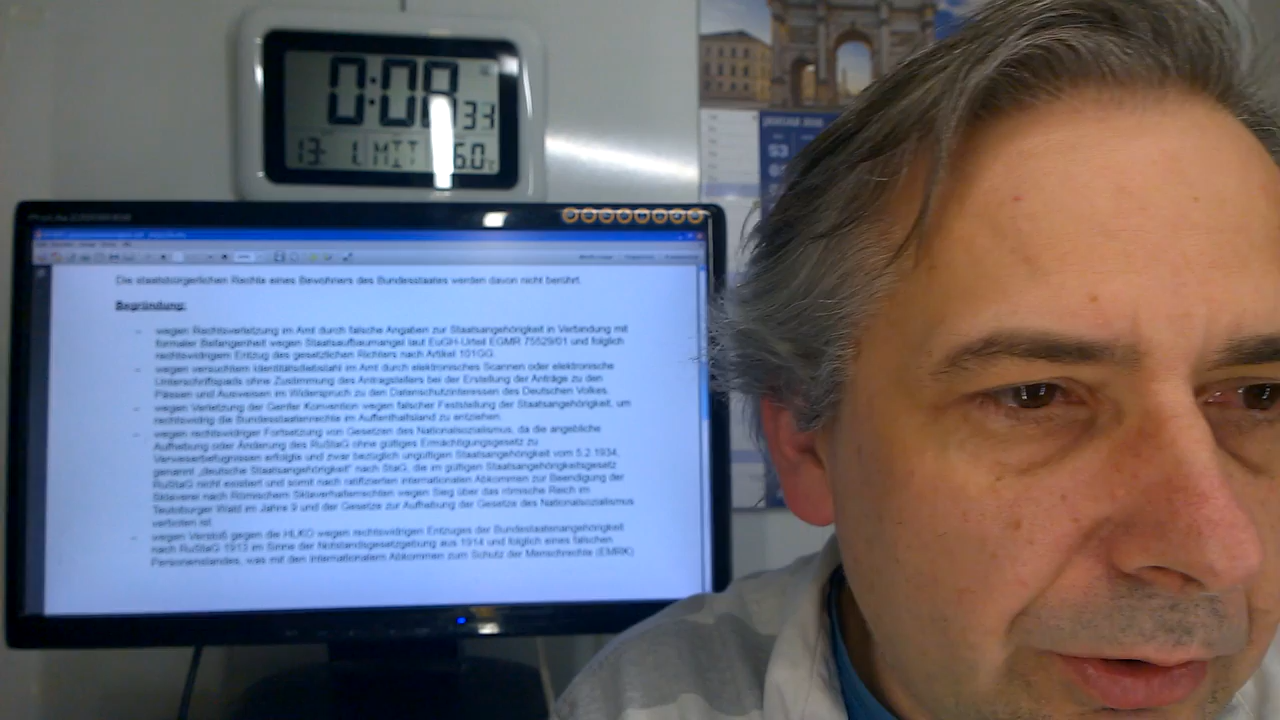 0:08 33
13. 1. MIT 6.0°c
JANUAR
53
Die staatsbürgerlichen Rechte eines Bewohners des Bundesstaates werden davon nicht berührt.
Begründung:
- wegen Rechtsverletzung im Amt durch falsche Angaben zur Staatsangehörigkeit in Verbindung mit
formaler Befangenheit wegen Staatsaufbaumangel laut EuGH-Urteil EGMR 75529/01 und folglich
rechtswidrigem Entzug des gesetzlichen Richters nach Artikel 101GG.
- wegen versuchtem Identitätsdiebstahl im Amt durch elektronisches Scannen oder elektronische
Unterschriftspads ohne Zustimmung des Antragstellers bei der Erstellung der Anträge zu den
Pässen und Ausweisen im Widerspruch zu den Datenschutzinteressen des Deutschen Volkes.
- wegen Verletzung der Genfer Konvention wegen falscher Feststellung der Staatsangehörigkeit, um
rechtswidrig die Bundesstaatenrechte im Aufenthaltsland zu entziehen.
- wegen rechtswidriger Fortsetzung von Gesetzen des Nationalsozialismus, da die angebliche
Aufhebung oder Änderung des RuStaG ohne gültiges Ermächtigungsgesetz zu
Verweserbefugnissen erfolgte und zwar bezüglich ungültigen Staatsangehörigkeit vom 5.2.1934,
genannt „deutsche Staatsangehörigkeit" nach StaG, die im gültigen Staatsangehörigkeitsgesetz
RuStaG nicht existiert und somit nach ratifizierten internationalen Abkommen zur Beendigung der
Sklaverei nach Römischem Sklavenhalterrechten wegen Sieg über das römische Reich im
Teutoburger Wald im Jahre 9 und der Gesetze zur Aufhebung der Gesetze des Nationalsozialismus
verboten ist.
- wegen Verstoß gegen die HLKO wegen rechtswidrigen Entzuges der Bundesstaatenangehörigkeit
nach RuStaG 1913 im Sinne der Notstandsgesetzgebung aus 1914 und folglich eines falschen
Personenstandes, was mit den internationalem Abkommen zum Schutz der Menschrechte (EMRK)